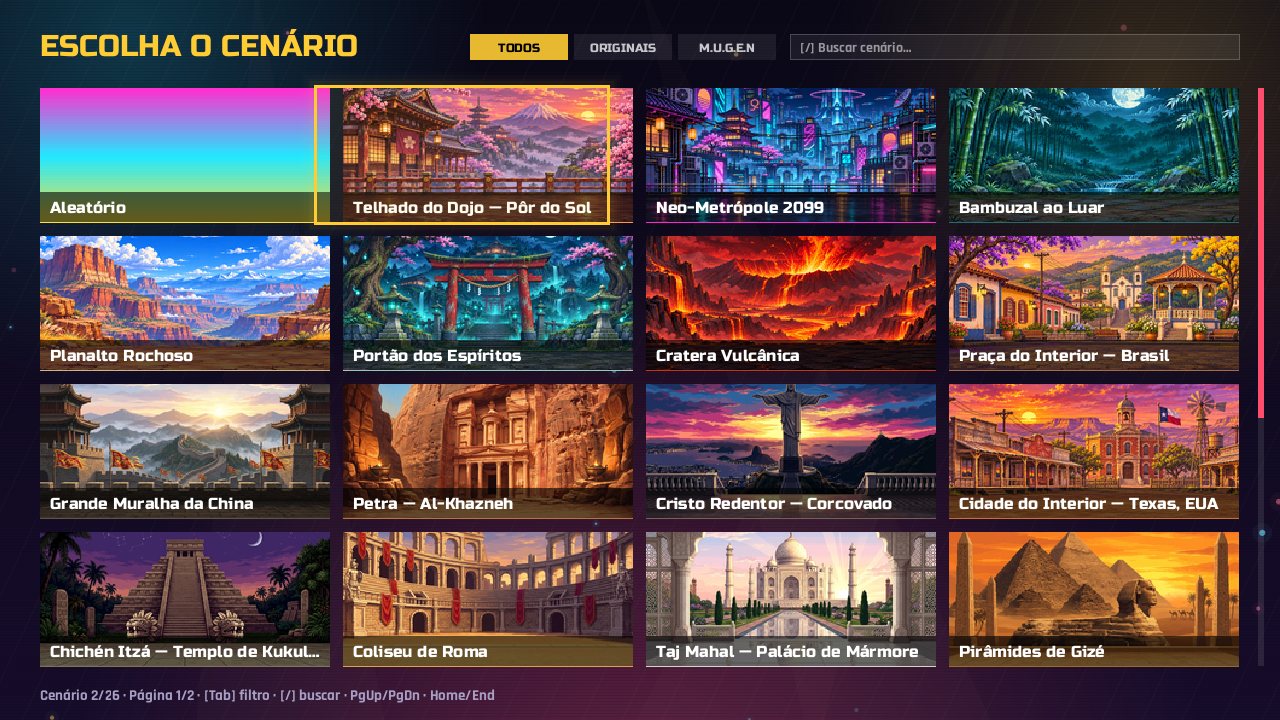 ESCOLHA O CENÁRIO
TODOS
ORIGINAIS
M.U.G.E.N
[/] Buscar cenário...
Aleatório
Telhado do Dojo — Pôr do Sol
Neo-Metrópole 2099
Bambuzal ao Luar
Planalto Rochoso
Portão dos Espíritos
Cratera Vulcânica
Praça do Interior — Brasil
Grande Muralha da China
Petra — Al-Khazneh
Cristo Redentor — Corcovado
Cidade do Interior — Texas, EUA
Chichén Itzá — Templo de Kukul...
Coliseu de Roma
Taj Mahal — Palácio de Mármore
Pirâmides de Gizé
Cenário 2/26 · Página 1/2 · [Tab] filtro · [/] buscar · PgUp/PgDn · Home/End